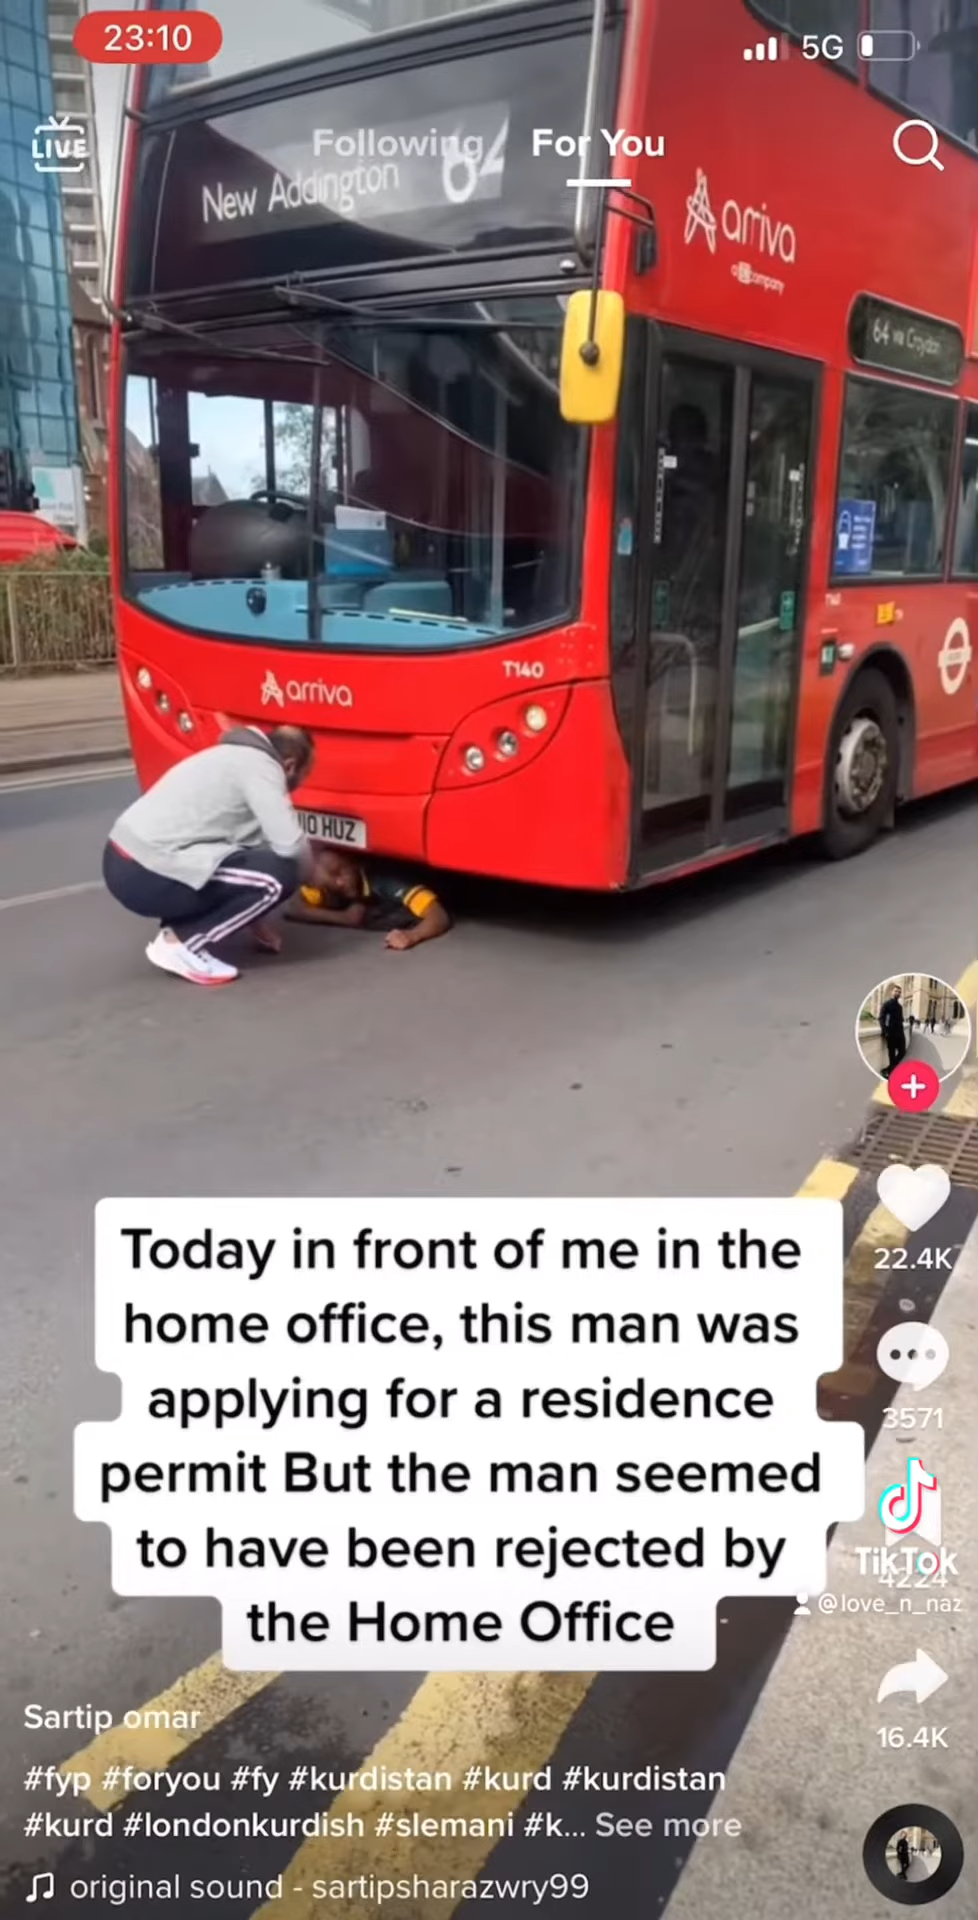 23:10
5G
LIVE
Following
For You
New Addington
64
arriva
a DB company
64 via Croydon
arriva
T140
HUZ
Today in front of me in the
home office, this man was
applying for a residence
permit But the man seemed
to have been rejected by
the Home Office
22.4K
3571
4224
TikTok
@love_n_naz
16.4K
Sartip omar
#fyp #foryou #fy #kurdistan #kurd #kurdistan
#kurd #londonkurdish #slemani #k... See more
original sound - sartipsharazwry99